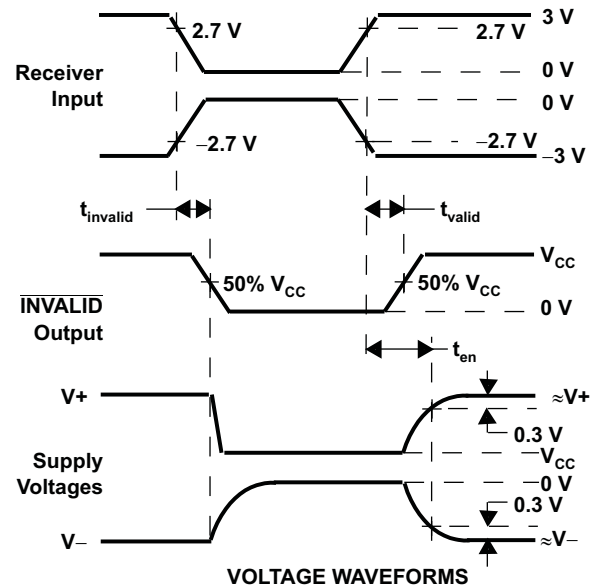 2.7 V
2.7 V
3 V
Receiver
Input
0 V
0 V
–2.7 V
–2.7 V
–3 V
tinvalid
tvalid
50% VCC
50% VCC
VCC
INVALID
Output
0 V
ten
V+
≈V+
0.3 V
Supply
Voltages
VCC
0 V
0.3 V
V–
≈V–
VOLTAGE WAVEFORMS